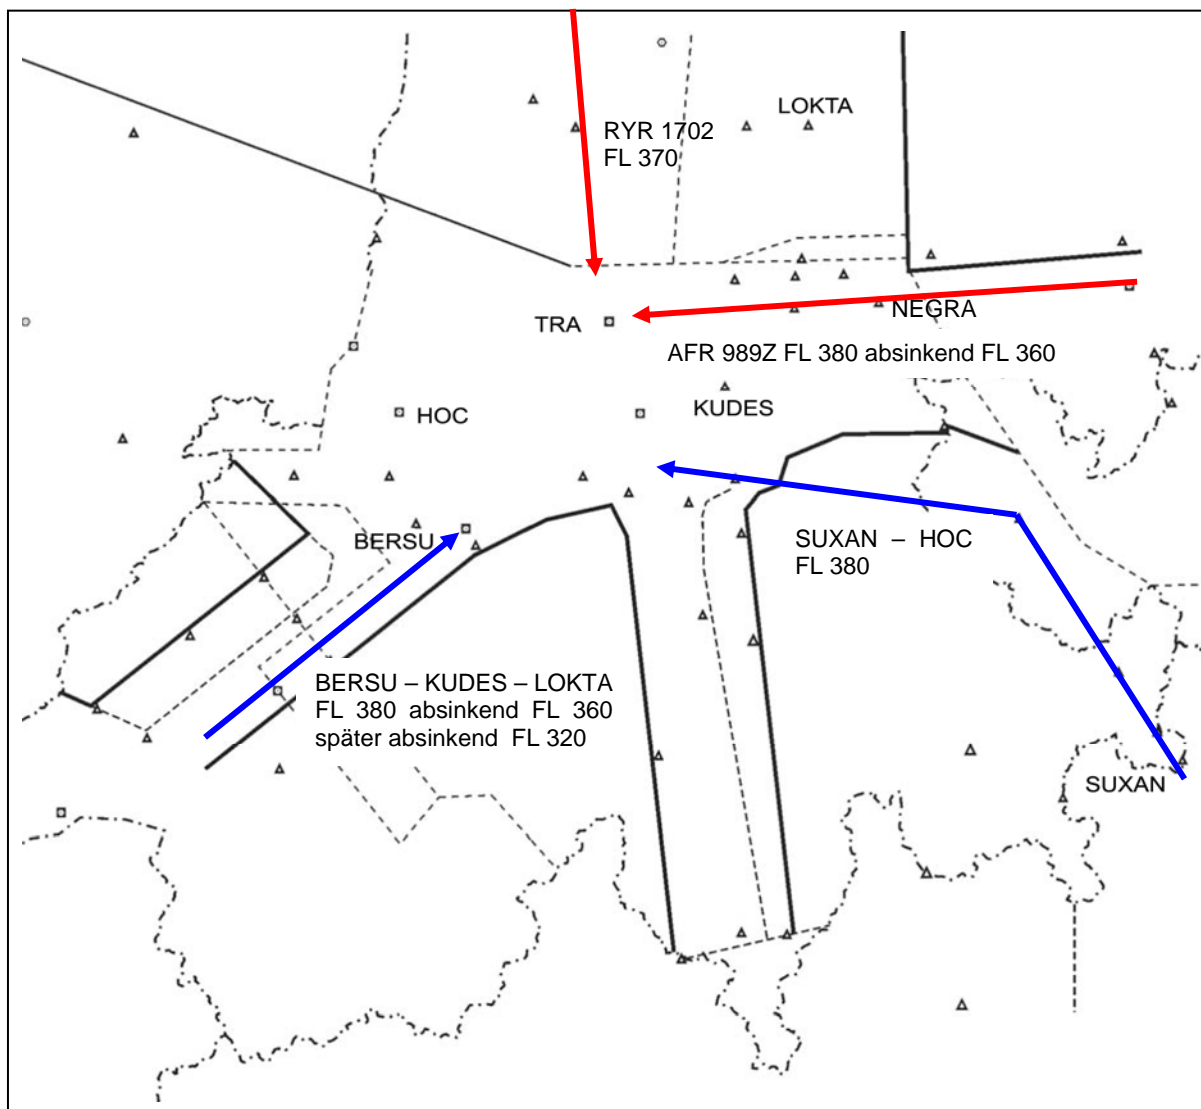 LOKTA
RYR 1702
FL 370
NEGRA
TRA
AFR 989Z FL 380 absinkend FL 360
KUDES
HOC
BERSU
SUXAN – HOC
FL 380
BERSU – KUDES – LOKTA
FL 380 absinkend FL 360
später absinkend FL 320
SUXAN